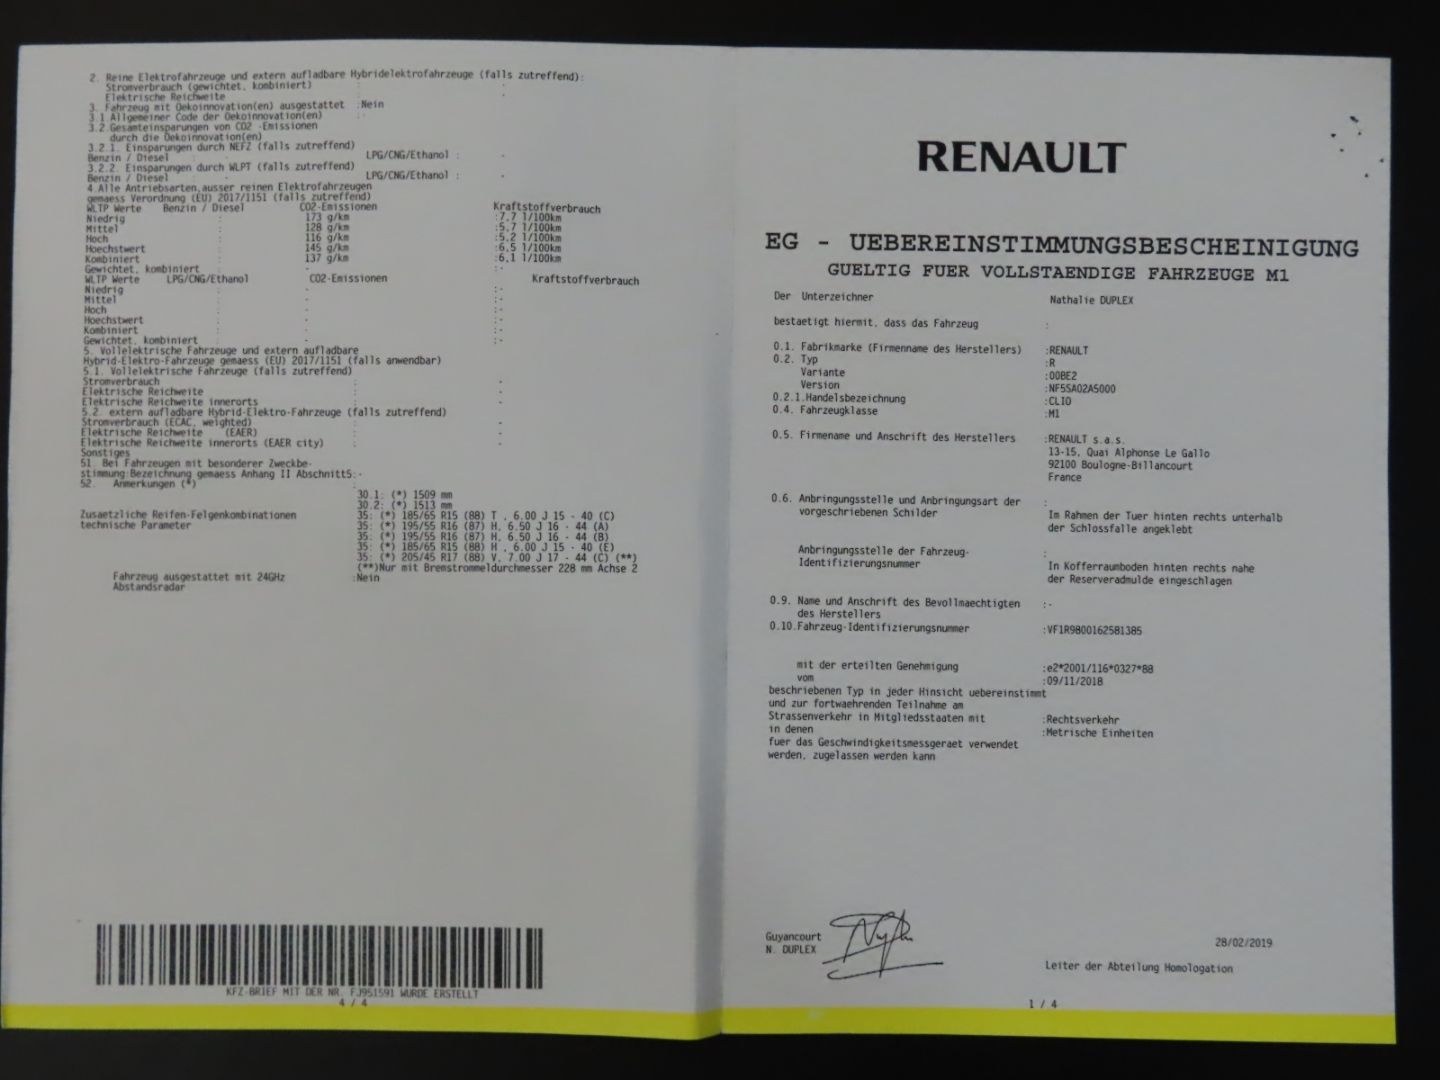 2. Reine Elektrofahrzeuge und extern aufladbare Hybridelektrofahrzeuge (falls zutreffend):
Stromverbrauch (gewichtet, kombiniert) : -
Elektrische Reichweite : -
3. Fahrzeug mit Oekoinnovation(en) ausgestattet :Nein
3.1 Allgemeiner Code der Oekoinnovation(en) :-
3.2.Gesamteinsparungen von CO2 -Emissionen
durch die Oekoinnovation(en)
3.2.1. Einsparungen durch NEFZ (falls zutreffend)
Benzin / Diesel : - LPG/CNG/Ethanol : -
3.2.2. Einsparungen durch WLPT (falls zutreffend)
Benzin / Diesel : - LPG/CNG/Ethanol : -
4.Alle Antriebsarten,ausser reinen Elektrofahrzeugen
gemaess Verordnung (EU) 2017/1151 (falls zutreffend)
WLTP Werte Benzin / Diesel CO2-Emissionen Kraftstoffverbrauch
Niedrig : 173 g/km :7,7 l/100km
Mittel : 128 g/km :5,7 l/100km
Hoch : 116 g/km :5,2 l/100km
Hoechstwert : 145 g/km :6,5 l/100km
Kombiniert : 137 g/km :6,1 l/100km
Gewichtet, kombiniert : - :-
WLTP Werte LPG/CNG/Ethanol CO2-Emissionen Kraftstoffverbrauch
Niedrig : - :-
Mittel : - :-
Hoch : - :-
Hoechstwert : - :-
Kombiniert : - :-
Gewichtet, kombiniert : - :-
5. Vollelektrische Fahrzeuge und extern aufladbare
Hybrid-Elektro-Fahrzeuge gemaess (EU) 2017/1151 (falls anwendbar)
5.1. Vollelektrische Fahrzeuge (falls zutreffend)
Stromverbrauch : -
Elektrische Reichweite : -
Elektrische Reichweite innerorts : -
5.2. extern aufladbare Hybrid-Elektro-Fahrzeuge (falls zutreffend)
Stromverbrauch (ECAC, weighted) : -
Elektrische Reichweite (EAER) : -
Elektrische Reichweite innerorts (EAER city) : -
Sonstiges
51. Bei Fahrzeugen mit besonderer Zweckbe-
stimmung:Bezeichnung gemaess Anhang II Abschnitt5:-
52. Anmerkungen (*) :
30.1: (*) 1509 mm
30.2: (*) 1513 mm
Zusaetzliche Reifen-Felgenkombinationen 35: (*) 185/65 R15 (88) T , 6.00 J 15 - 40 (C)
technische Parameter 35: (*) 195/55 R16 (87) H, 6.50 J 16 - 44 (A)
35: (*) 195/55 R16 (87) H, 6.50 J 16 - 44 (B)
35: (*) 185/65 R15 (88) H , 6.00 J 15 - 40 (E)
35: (*) 205/45 R17 (88) V, 7.00 J 17 - 44 (C) (**)
(**)Nur mit Bremstrommeldurchmesser 228 mm Achse 2
Fahrzeug ausgestattet mit 24GHz :Nein
Abstandsradar
KFZ-BRIEF MIT DER NR. FJ951591 WURDE ERSTELLT
4 / 4
RENAULT
EG - UEBEREINSTIMMUNGSBESCHEINIGUNG
GUELTIG FUER VOLLSTAENDIGE FAHRZEUGE M1
Der Unterzeichner Nathalie DUPLEX
bestaetigt hiermit, dass das Fahrzeug :
0.1. Fabrikmarke (Firmenname des Herstellers) :RENAULT
0.2. Typ :R
Variante :00BE2
Version :NF5SA02A5000
0.2.1.Handelsbezeichnung :CLIO
0.4. Fahrzeugklasse :M1
0.5. Firmename und Anschrift des Herstellers :RENAULT s.a.s.
13-15, Quai Alphonse Le Gallo
92100 Boulogne-Billancourt
France
0.6. Anbringungsstelle und Anbringungsart der :
vorgeschriebenen Schilder Im Rahmen der Tuer hinten rechts unterhalb
der Schlossfalle angeklebt
Anbringungsstelle der Fahrzeug- :
Identifizierungsnummer In Kofferraumboden hinten rechts nahe
der Reserveradmulde eingeschlagen
0.9. Name und Anschrift des Bevollmaechtigten :-
des Herstellers
0.10.Fahrzeug-Identifizierungsnummer :VF1R9800162581385
mit der erteilten Genehmigung :e2*2001/116*0327*88
vom :09/11/2018
beschriebenen Typ in jeder Hinsicht uebereinstimmt
und zur fortwaehrenden Teilnahme am
Strassenverkehr in Mitgliedsstaaten mit :Rechtsverkehr
in denen :Metrische Einheiten
fuer das Geschwindigkeitsmessgeraet verwendet
werden, zugelassen werden kann
Guyancourt
N. DUPLEX
28/02/2019
Leiter der Abteilung Homologation
1 / 4